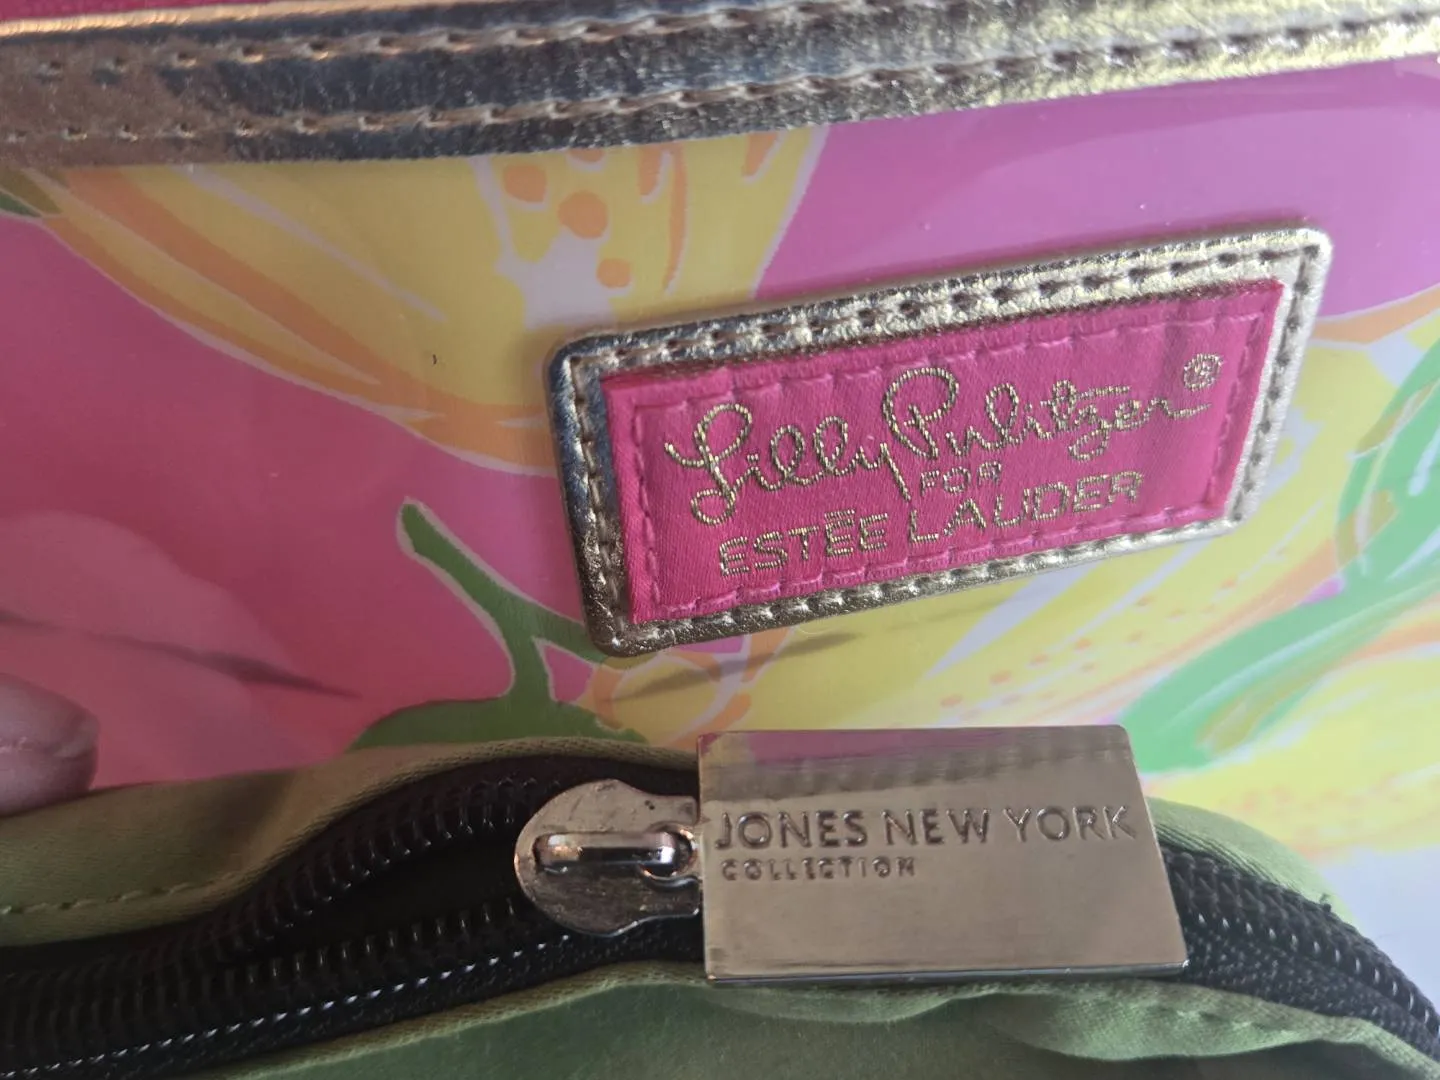 Lilly Pulitzer®
FOR
ESTĒE LAUDER
JONES NEW YORK
COLLECTION